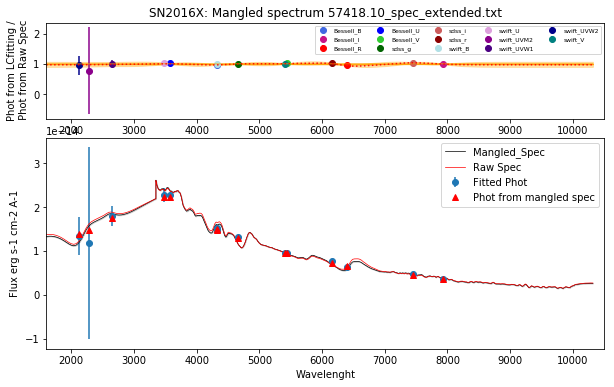 SN2016X: Mangled spectrum 57418.10_spec_extended.txt
Phot from LCfitting /
Phot from Raw Spec
2
1
0
Bessell_B
Bessell_I
Bessell_R
Bessell_U
Bessell_V
sdss_g
sdss_i
sdss_r
swift_B
swift_U
swift_UVM2
swift_UVW1
swift_UVW2
swift_V
2000 3000 4000 5000 6000 7000 8000 9000 10000
1e−14
Flux erg s-1 cm-2 A-1
3
2
1
0
−1
Mangled_Spec
Raw Spec
Fitted Phot
Phot from mangled spec
2000 3000 4000 5000 6000 7000 8000 9000 10000
Wavelenght